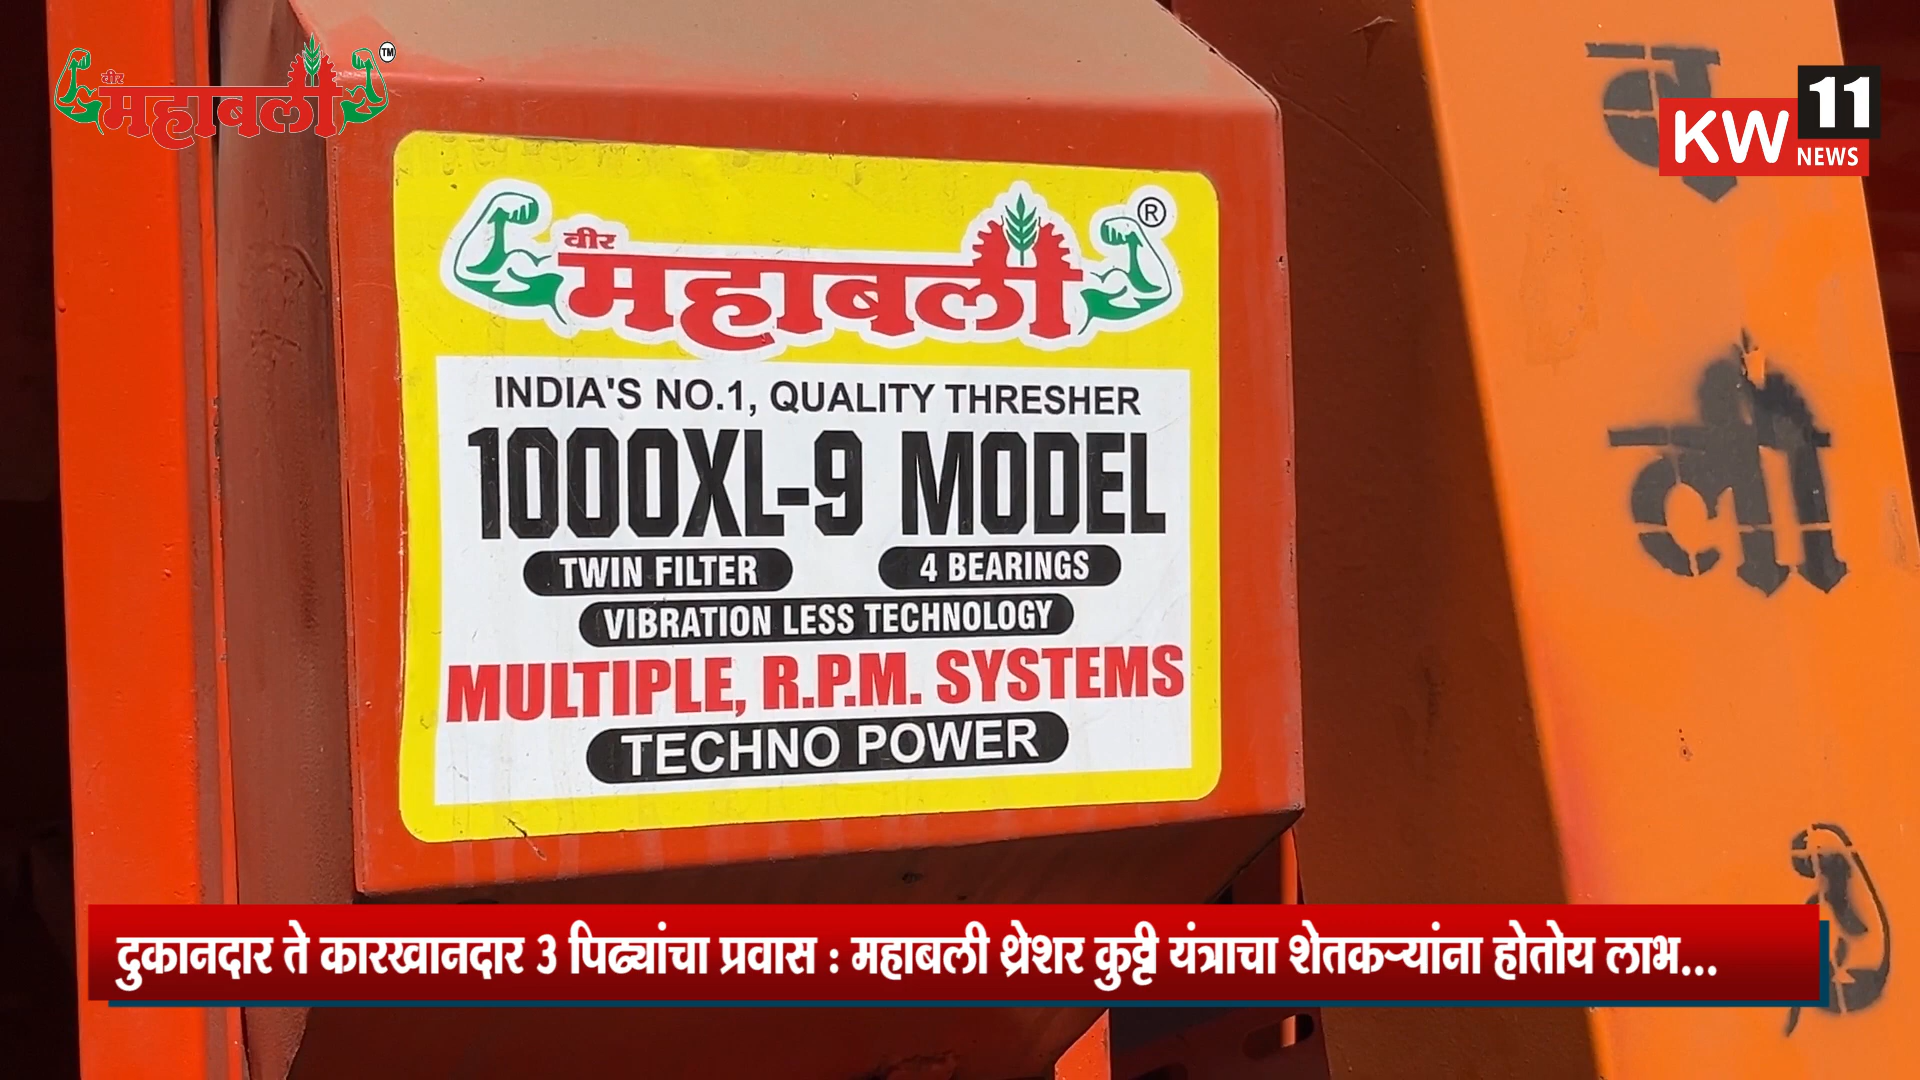 वीर
महाबली
TM
KW 11
NEWS
वीर
महाबली
®
INDIA'S NO.1, QUALITY THRESHER
1000XL-9 MODEL
TWIN FILTER 4 BEARINGS
VIBRATION LESS TECHNOLOGY
MULTIPLE, R.P.M. SYSTEMS
TECHNO POWER
ली
दुकानदार ते कारखानदार 3 पिढ्यांचा प्रवास : महाबली थ्रेशर कुट्टी यंत्राचा शेतकऱ्यांना होतोय लाभ...